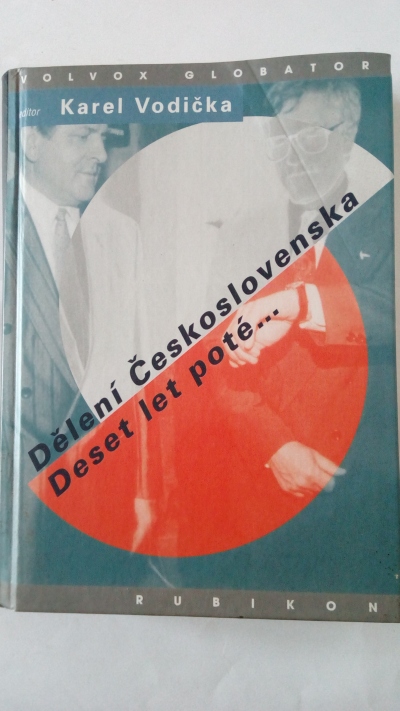 VOLVOX GLOBATOR
editor Karel Vodička
Dělení Československa
Deset let poté...
RUBIKON